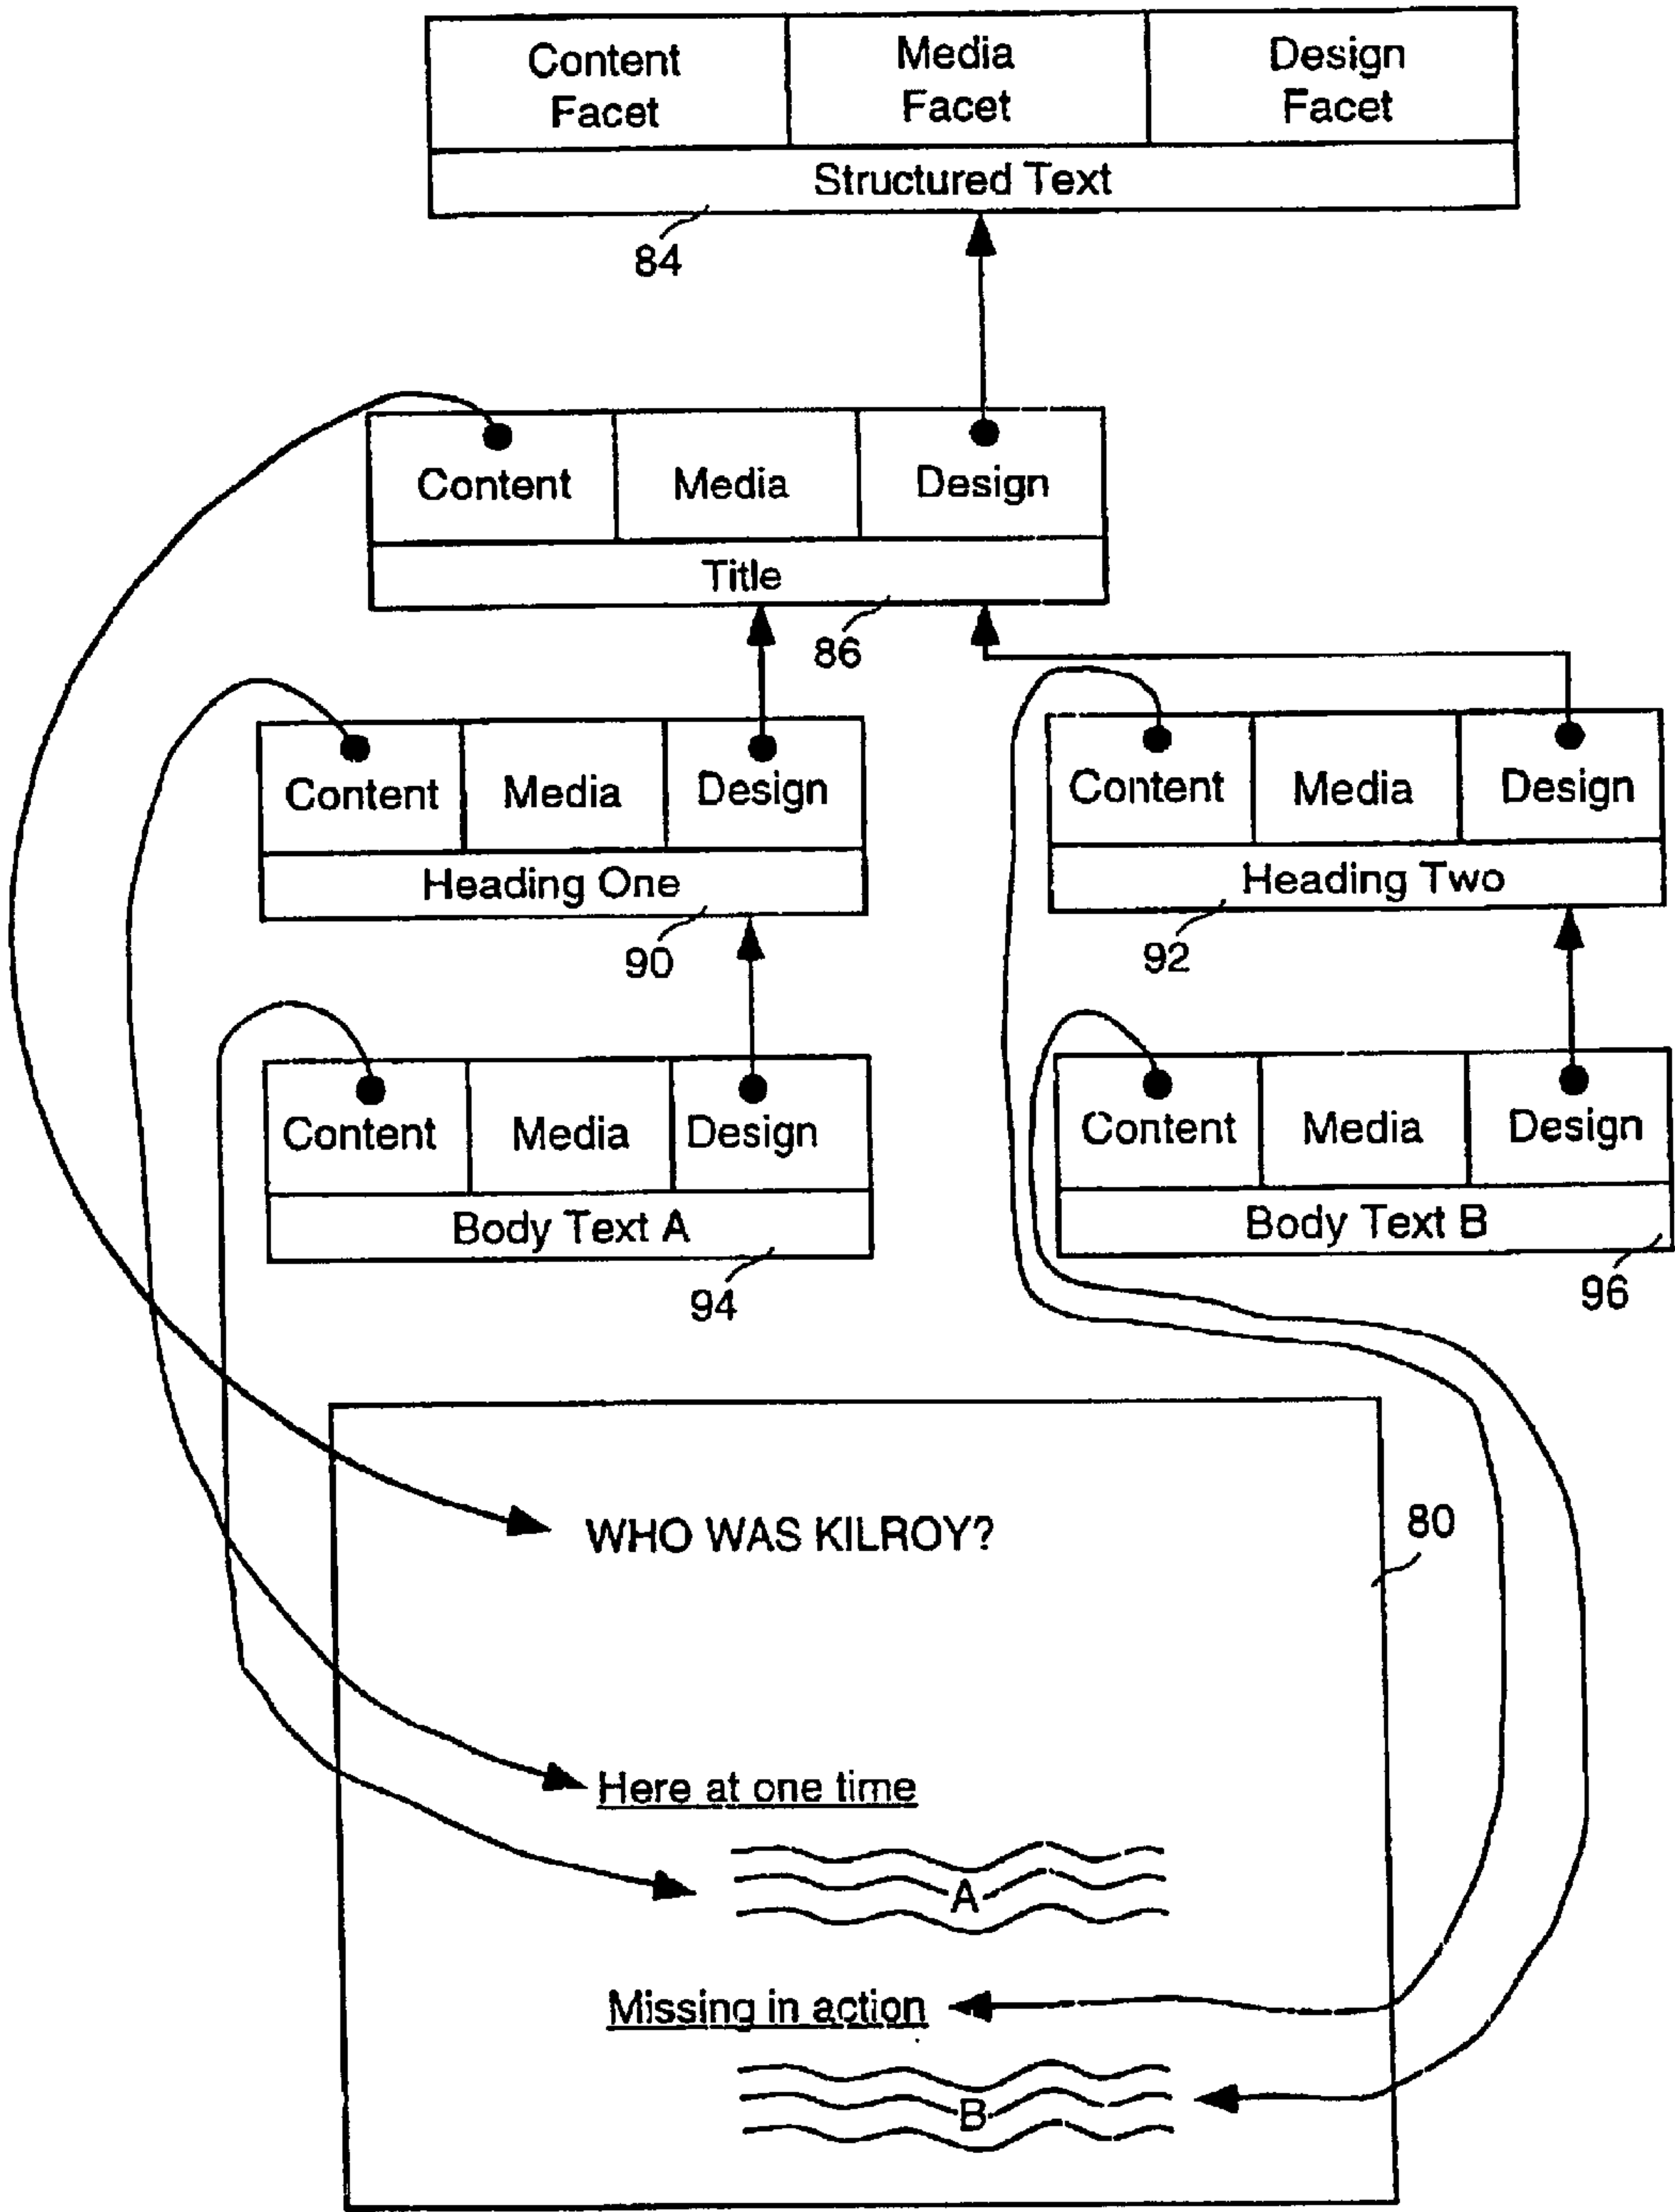 Content Facet
Media Facet
Design Facet
Structured Text
84
Content
Media
Design
Title
86
Content
Media
Design
Heading One
90
Content
Media
Design
Heading Two
92
Content
Media
Design
Body Text A
94
Content
Media
Design
Body Text B
96
WHO WAS KILROY?
80
Here at one time
A
Missing in action
B